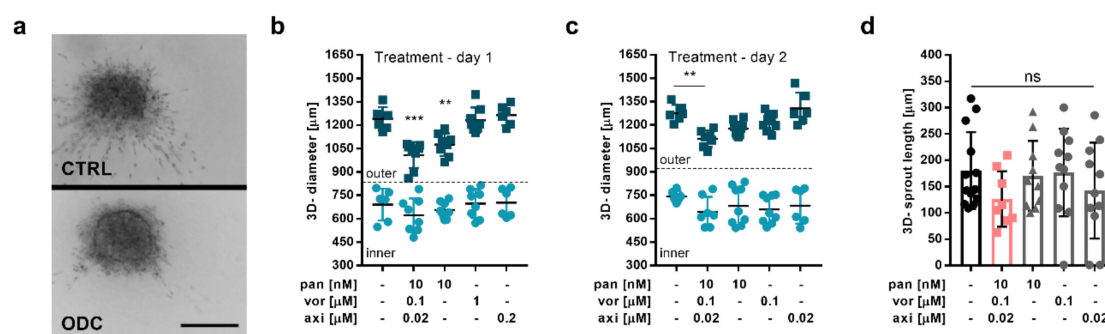 a
CTRL
ODC
b
Treatment - day 1
3D- diameter [µm]
1650
1500
1350
1200
1050
900
750
600
450
300
***
**
outer
inner
pan [nM] - 10 10 - -
vor [µM] - 0.1 - 1 -
axi [µM] - 0.02 - - 0.2
c
Treatment - day 2
3D- diameter [µm]
1650
1500
1350
1200
1050
900
750
600
450
300
**
outer
inner
pan [nM] - 10 10 - -
vor [µM] - 0.1 - 0.1 -
axi [µM] - 0.02 - - 0.02
d
3D- sprout length [µm]
400
350
300
250
200
150
100
50
0
ns
pan [nM] - 10 10 - -
vor [µM] - 0.1 - 0.1 -
axi [µM] - 0.02 - - 0.02